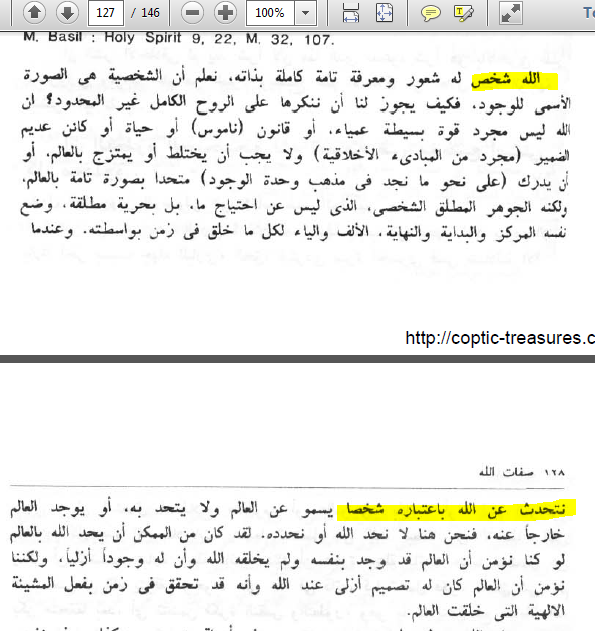 127 / 146
100%
M. Basil : Holy Spirit 9, 22, M. 32, 107.
الله شخص له شعور ومعرفة تامة كاملة بذاته، نعلم أن الشخصية هى الصورة
الأسمى للوجود، فكيف يجوز لنا أن ننكرها على الروح الكامل غير المحدود؟ ان
الله ليس مجرد قوة بسيطة عمياء، أو قانون (ناموس) أو حياة أو كائن عديم
الضمير (مجرد من المبادىء الأخلاقية) ولا يجب أن يختلط أو يمتزج بالعالم، أو
أن يدرك (على نحو ما نجد فى مذهب وحدة الوجود) متحدا بصورة تامة بالعالم،
ولكنه الجوهر المطلق الشخصى، الذى ليس عن احتياج ما، بل بحرية مطلقة، وضع
نفسه المركز والبداية والنهاية، الألف والياء لكل ما خلق فى زمن بواسطته. وعندما
http://coptic-treasures.c
١٢٨ صفات الله
نتحدث عن الله باعتباره شخصا يسمو عن العالم ولا يتحد به، أو يوجد العالم
خارجاً عنه، فنحن هنا لا نحد الله أو نحدده. لقد كان من الممكن أن يحد الله بالعالم
لو كنا نؤمن أن العالم قد وجد بنفسه ولم يخلقه الله وأن له وجوداً أزلياً، ولكننا
نؤمن أن العالم كان له تصميم أزلى عند الله وأنه قد تحقق فى زمن بفعل المشيئة
الالهية التى خلقت العالم.